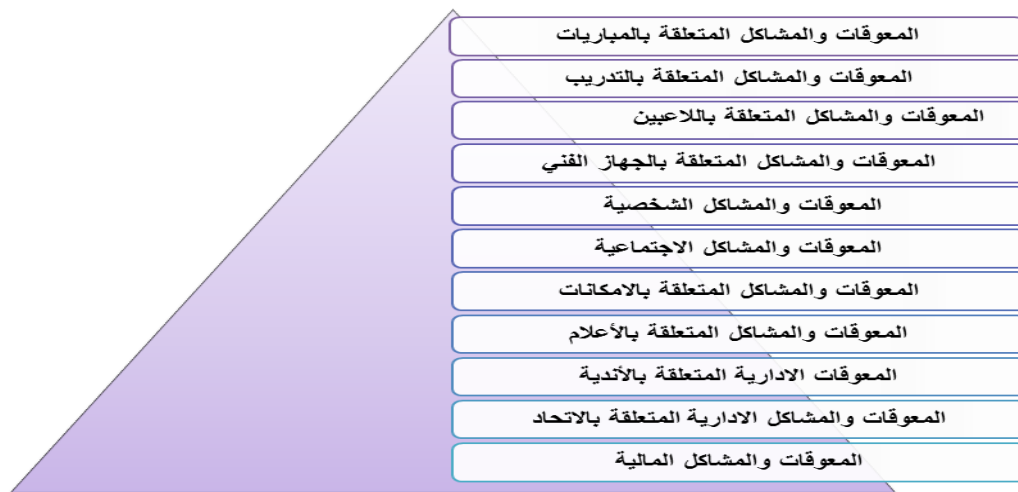 المعوقات والمشاكل المتعلقة بالمباريات
المعوقات والمشاكل المتعلقة بالتدريب
المعوقات والمشاكل المتعلقة باللاعبين
المعوقات والمشاكل المتعلقة بالجهاز الفني
المعوقات والمشاكل الشخصية
المعوقات والمشاكل الاجتماعية
المعوقات والمشاكل المتعلقة بالامكانات
المعوقات والمشاكل المتعلقة بالأعلام
المعوقات الادارية المتعلقة بالأندية
المعوقات والمشاكل الادارية المتعلقة بالاتحاد
المعوقات والمشاكل المالية